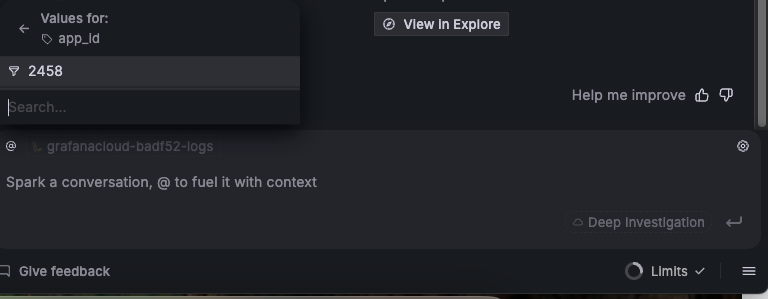 Values for:
app_id
View in Explore
2458
Search...
Help me improve
@ grafanacloud-badf52-logs
Spark a conversation, @ to fuel it with context
Deep Investigation
Give feedback
Limits